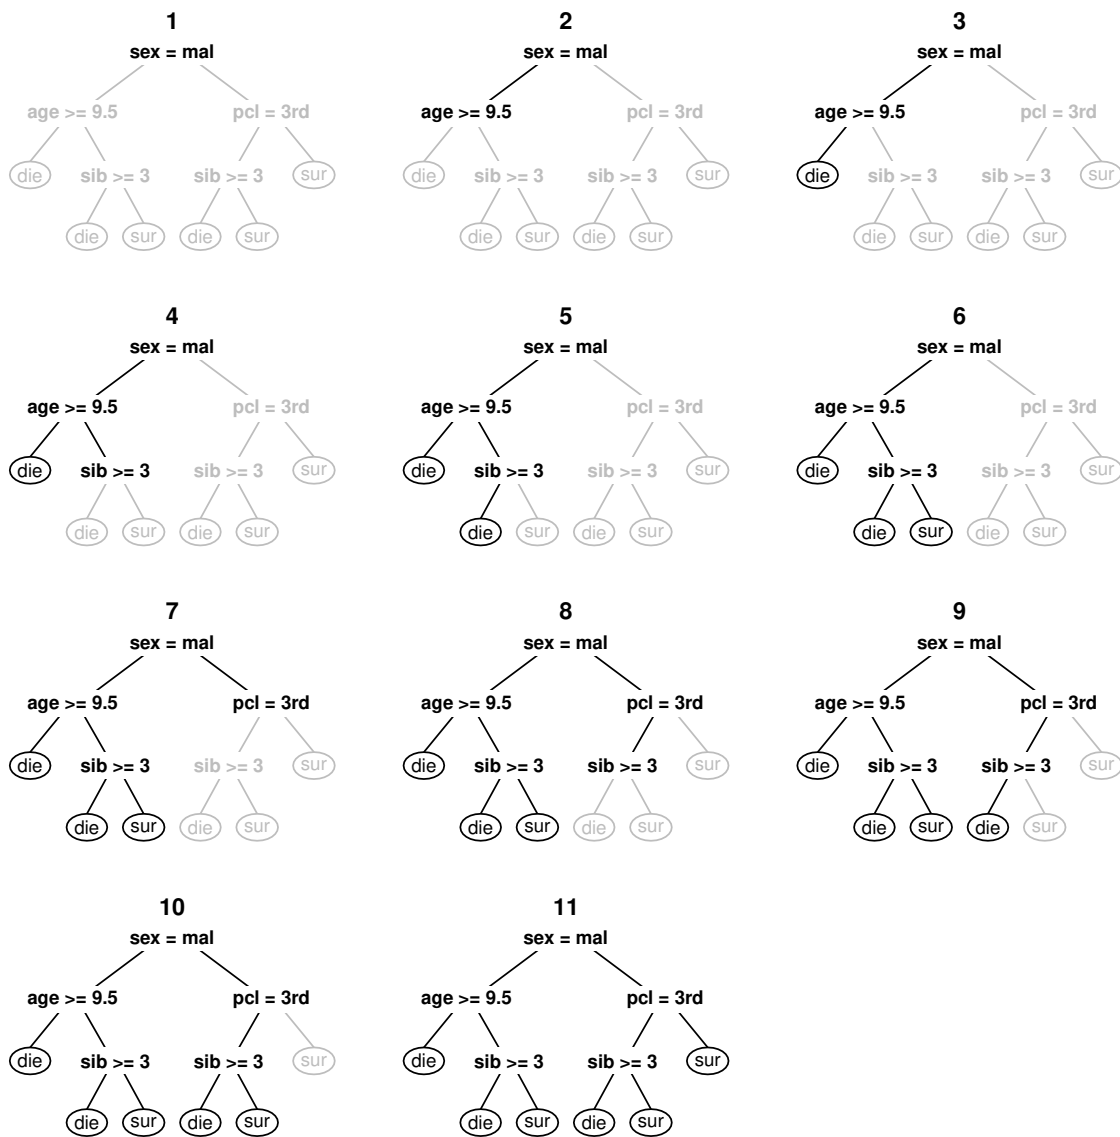 1 2 3
sex = mal sex = mal sex = mal
age >= 9.5 pcl = 3rd age >= 9.5 pcl = 3rd age >= 9.5 pcl = 3rd
die sib >= 3 sib >= 3 sur die sib >= 3 sib >= 3 sur die sib >= 3 sib >= 3 sur
die sur die sur die sur die sur die sur die sur
4 5 6
sex = mal sex = mal sex = mal
age >= 9.5 pcl = 3rd age >= 9.5 pcl = 3rd age >= 9.5 pcl = 3rd
die sib >= 3 sib >= 3 sur die sib >= 3 sib >= 3 sur die sib >= 3 sib >= 3 sur
die sur die sur die sur die sur die sur die sur
7 8 9
sex = mal sex = mal sex = mal
age >= 9.5 pcl = 3rd age >= 9.5 pcl = 3rd age >= 9.5 pcl = 3rd
die sib >= 3 sib >= 3 sur die sib >= 3 sib >= 3 sur die sib >= 3 sib >= 3 sur
die sur die sur die sur die sur die sur die sur
10 11
sex = mal sex = mal
age >= 9.5 pcl = 3rd age >= 9.5 pcl = 3rd
die sib >= 3 sib >= 3 sur die sib >= 3 sib >= 3 sur
die sur die sur die sur die sur